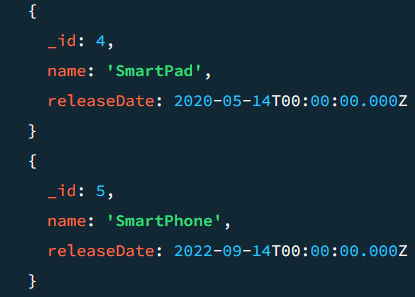 {
_id: 4,
name: 'SmartPad',
releaseDate: 2020-05-14T00:00:00.000Z
}
{
_id: 5,
name: 'SmartPhone',
releaseDate: 2022-09-14T00:00:00.000Z
}